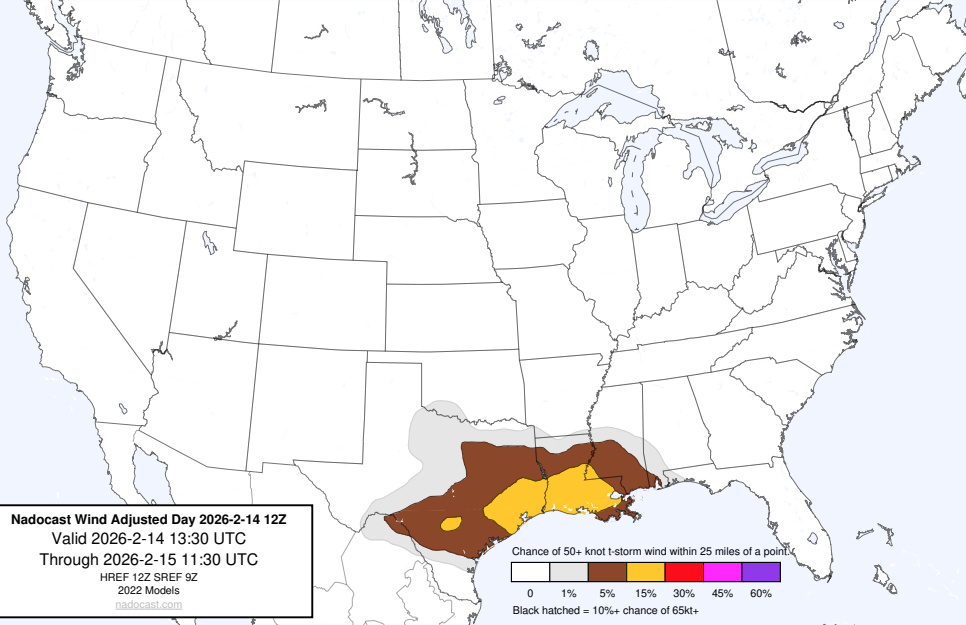 Nadocast Wind Adjusted Day 2026-2-14 12Z
Valid 2026-2-14 13:30 UTC
Through 2026-2-15 11:30 UTC
HREF 12Z SREF 9Z
2022 Models
nadocast.com
Chance of 50+ knot t-storm wind within 25 miles of a point.
0 1% 5% 15% 30% 45% 60%
Black hatched = 10%+ chance of 65kt+